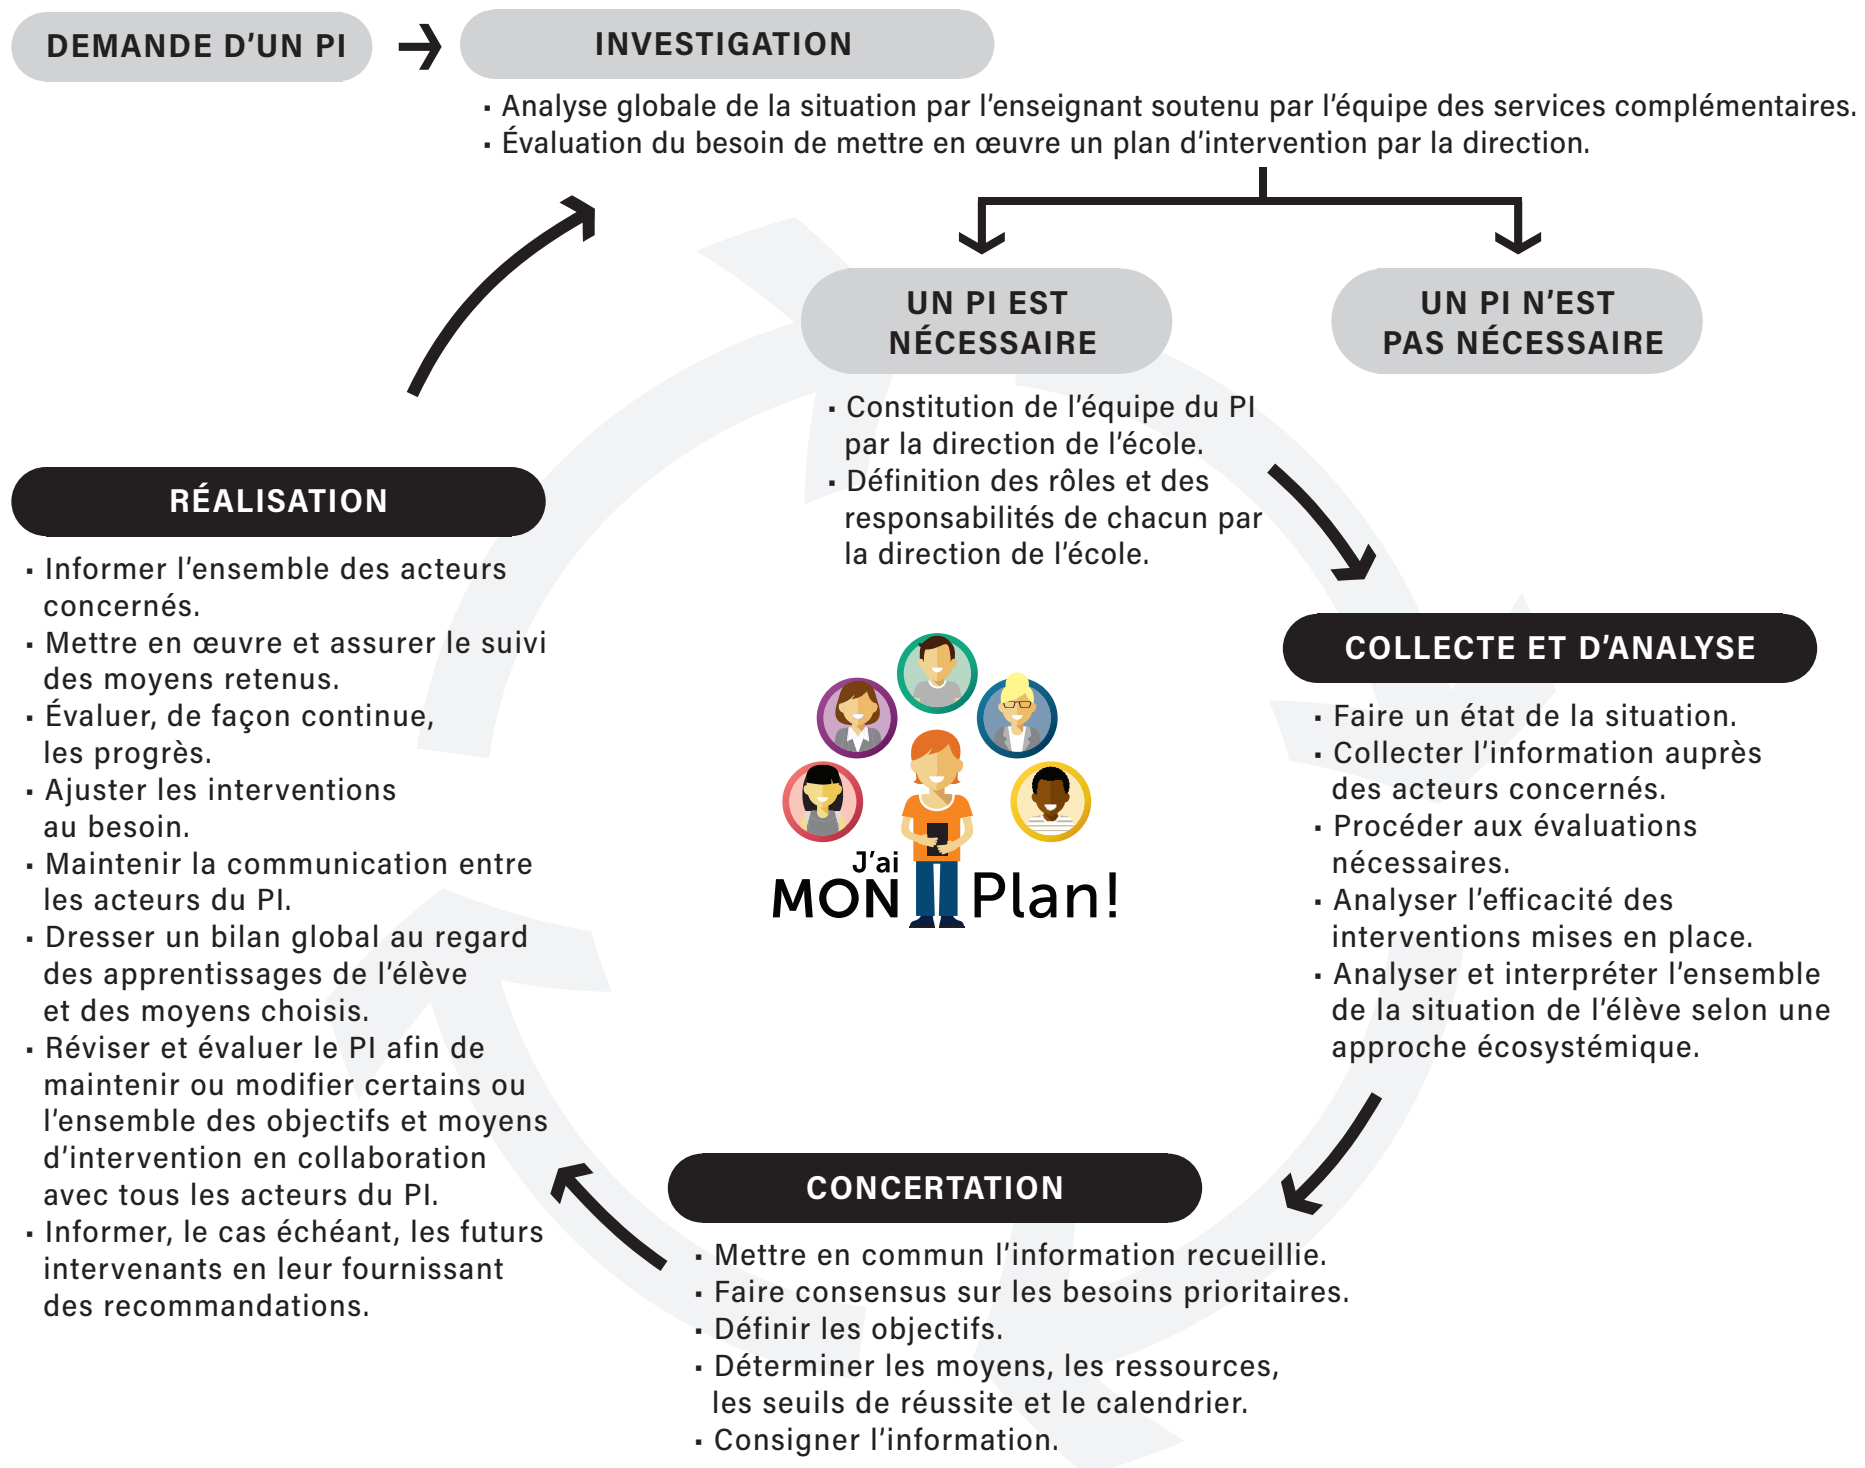 DEMANDE D'UN PI
INVESTIGATION
▪ Analyse globale de la situation par l'enseignant soutenu par l'équipe des services complémentaires.
▪ Évaluation du besoin de mettre en œuvre un plan d'intervention par la direction.
UN PI EST
NÉCESSAIRE
▪ Constitution de l'équipe du PI
par la direction de l'école.
▪ Définition des rôles et des
responsabilités de chacun par
la direction de l'école.
UN PI N'EST
PAS NÉCESSAIRE
COLLECTE ET D'ANALYSE
▪ Faire un état de la situation.
▪ Collecter l'information auprès
des acteurs concernés.
▪ Procéder aux évaluations
nécessaires.
▪ Analyser l'efficacité des
interventions mises en place.
▪ Analyser et interpréter l'ensemble
de la situation de l'élève selon une
approche écosystémique.
CONCERTATION
▪ Mettre en commun l'information recueillie.
▪ Faire consensus sur les besoins prioritaires.
▪ Définir les objectifs.
▪ Déterminer les moyens, les ressources,
les seuils de réussite et le calendrier.
▪ Consigner l'information.
RÉALISATION
▪ Informer l'ensemble des acteurs
concernés.
▪ Mettre en œuvre et assurer le suivi
des moyens retenus.
▪ Évaluer, de façon continue,
les progrès.
▪ Ajuster les interventions
au besoin.
▪ Maintenir la communication entre
les acteurs du PI.
▪ Dresser un bilan global au regard
des apprentissages de l'élève
et des moyens choisis.
▪ Réviser et évaluer le PI afin de
maintenir ou modifier certains ou
l'ensemble des objectifs et moyens
d'intervention en collaboration
avec tous les acteurs du PI.
▪ Informer, le cas échéant, les futurs
intervenants en leur fournissant
des recommandations.
J'ai
MON Plan!